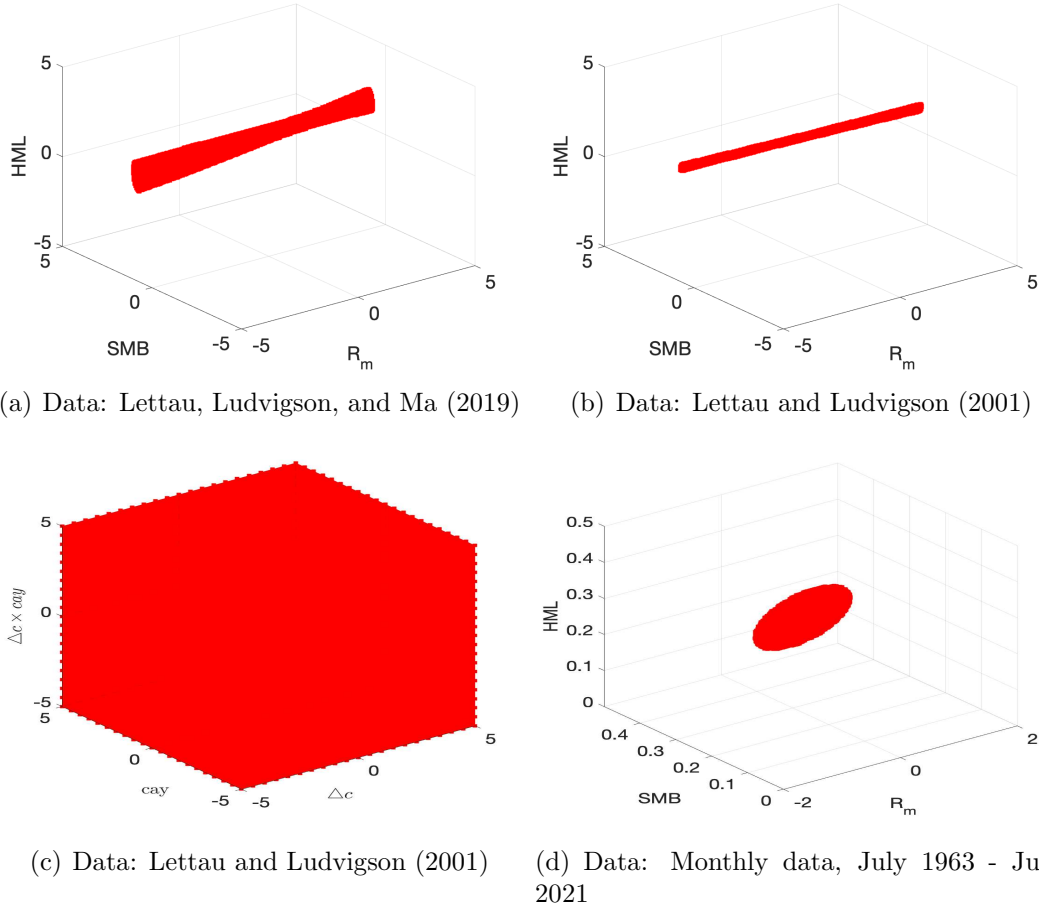 5
0
-5
HML
5
0
-5
SMB
-5
0
5
R_m
5
0
-5
HML
5
0
-5
SMB
-5
0
5
R_m
(a) Data: Lettau, Ludvigson, and Ma (2019)
(b) Data: Lettau and Ludvigson (2001)
5
0
-5
△c × cay
5
0
-5
cay
-5
0
5
△c
0.5
0.4
0.3
0.2
0.1
0
HML
0.4
0.3
0.2
0.1
0
SMB
-2
0
2
R_m
(c) Data: Lettau and Ludvigson (2001)
(d) Data: Monthly data, July 1963 - Ju
2021